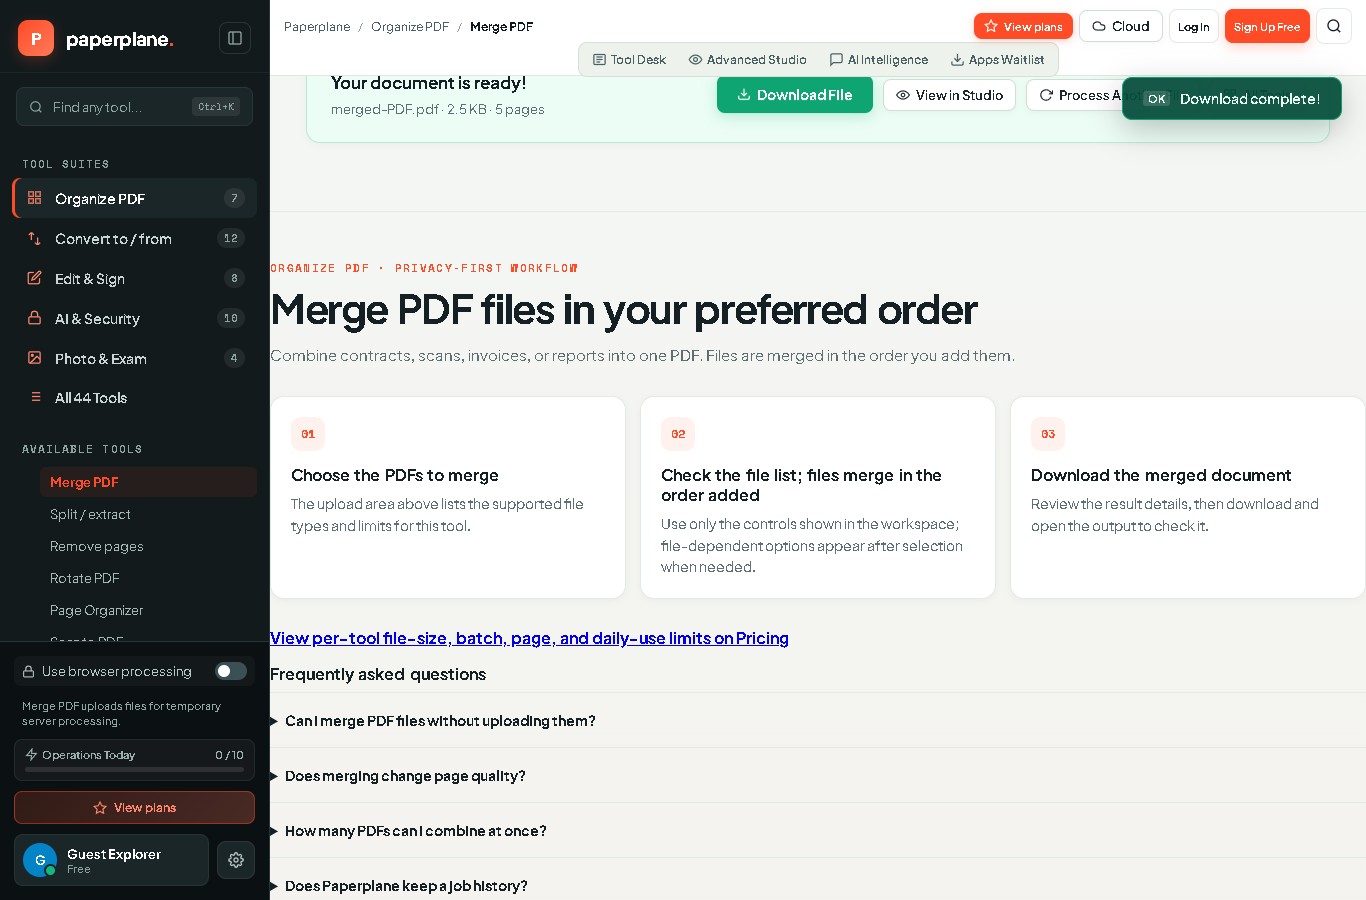 P paperplane.
Find any tool... Ctrl+K
TOOL SUITES
Organize PDF 7
Convert to / from 12
Edit & Sign 8
AI & Security 10
Photo & Exam 4
All 44 Tools
AVAILABLE TOOLS
Merge PDF
Split / extract
Remove pages
Rotate PDF
Page Organizer
Use browser processing
Merge PDF uploads files for temporary
server processing.
Operations Today 0 / 10
View plans
G Guest Explorer
Free
Paperplane / Organize PDF / Merge PDF
View plans Cloud Log In Sign Up Free
Tool Desk Advanced Studio AI Intelligence Apps Waitlist
Your document is ready!
merged-PDF.pdf · 2.5 KB · 5 pages
Download File View in Studio Process
OK Download complete!
ORGANIZE PDF · PRIVACY-FIRST WORKFLOW
Merge PDF files in your preferred order
Combine contracts, scans, invoices, or reports into one PDF. Files are merged in the order you add them.
01
Choose the PDFs to merge
The upload area above lists the supported file
types and limits for this tool.
02
Check the file list; files merge in the
order added
Use only the controls shown in the workspace;
file-dependent options appear after selection
when needed.
03
Download the merged document
Review the result details, then download and
open the output to check it.
View per-tool file-size, batch, page, and daily-use limits on Pricing
Frequently asked questions
Can I merge PDF files without uploading them?
Does merging change page quality?
How many PDFs can I combine at once?
Does Paperplane keep a job history?